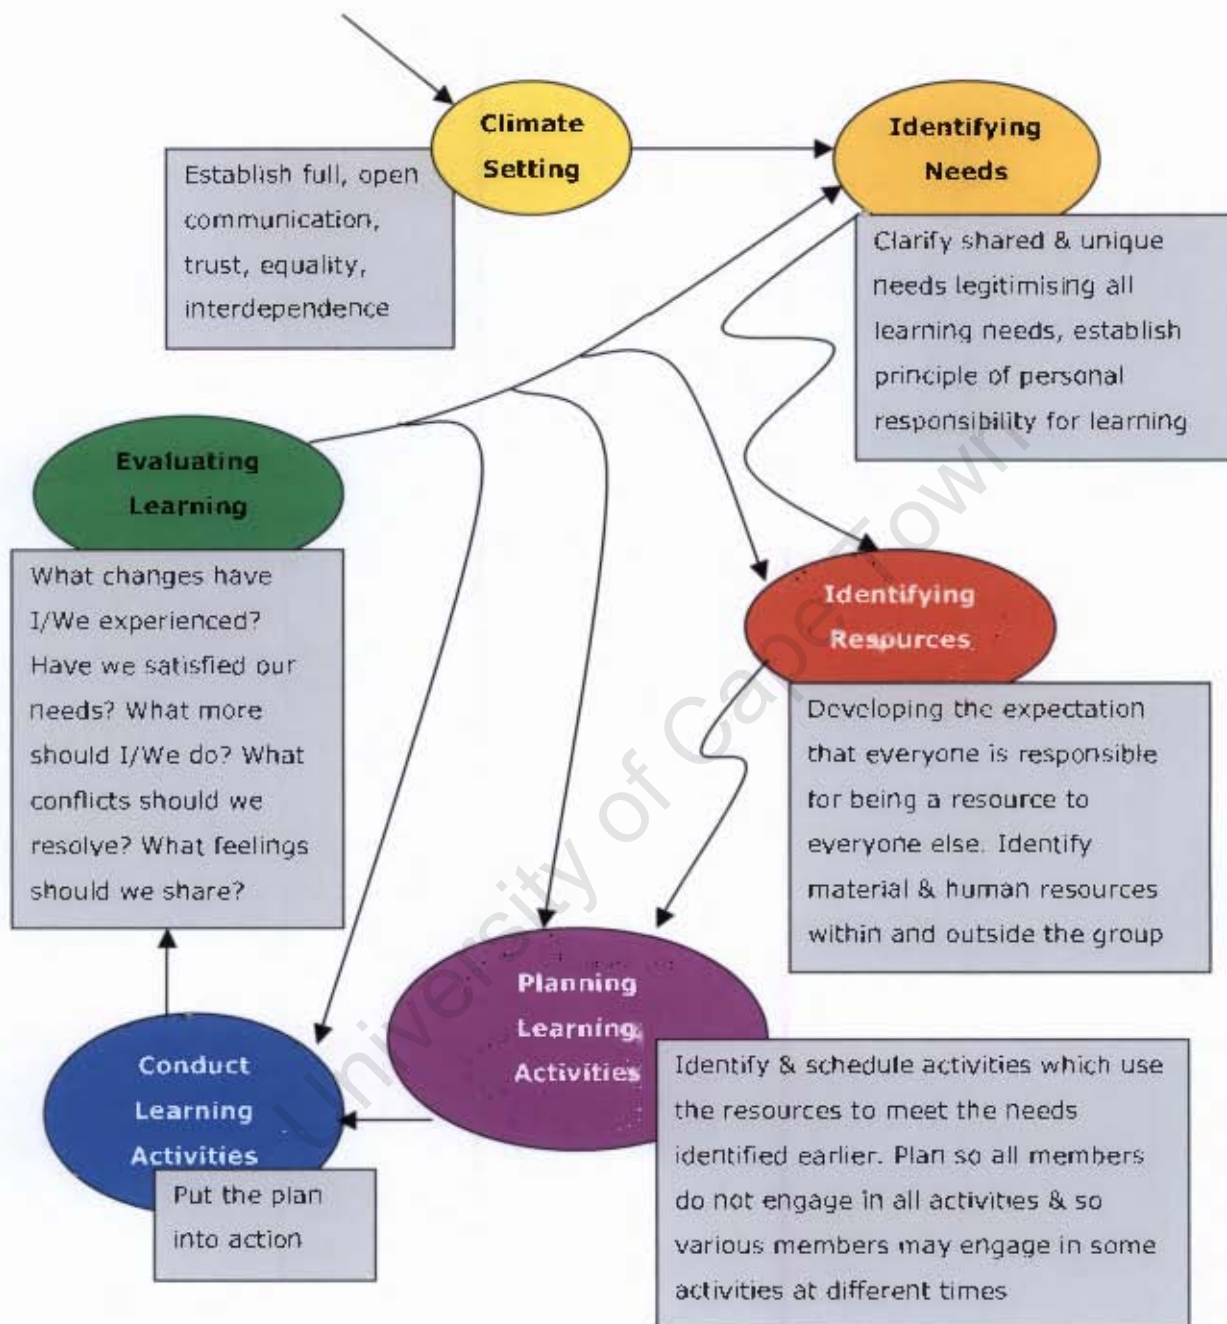 Climate
Setting
Establish full, open
communication,
trust, equality,
interdependence
Identifying
Needs
Clarify shared & unique
needs legitimising all
learning needs, establish
principle of personal
responsibility for learning
Evaluating
Learning
What changes have
I/We experienced?
Have we satisfied our
needs? What more
should I/We do? What
conflicts should we
resolve? What feelings
should we share?
Identifying
Respurces
Developing the expectation
that everyone is responsible
for being a resource to
everyone else. Identify
material & human resources
within and outside the group
Planning
Learning
Activities
Identify & schedule activities which use
the resources to meet the needs
identified earlier. Plan so all members
do not engage in all activities & so
various members may engage in some
activities at different times
Conduct
Learning
Activities
Put the plan
into action
University of Cape Town